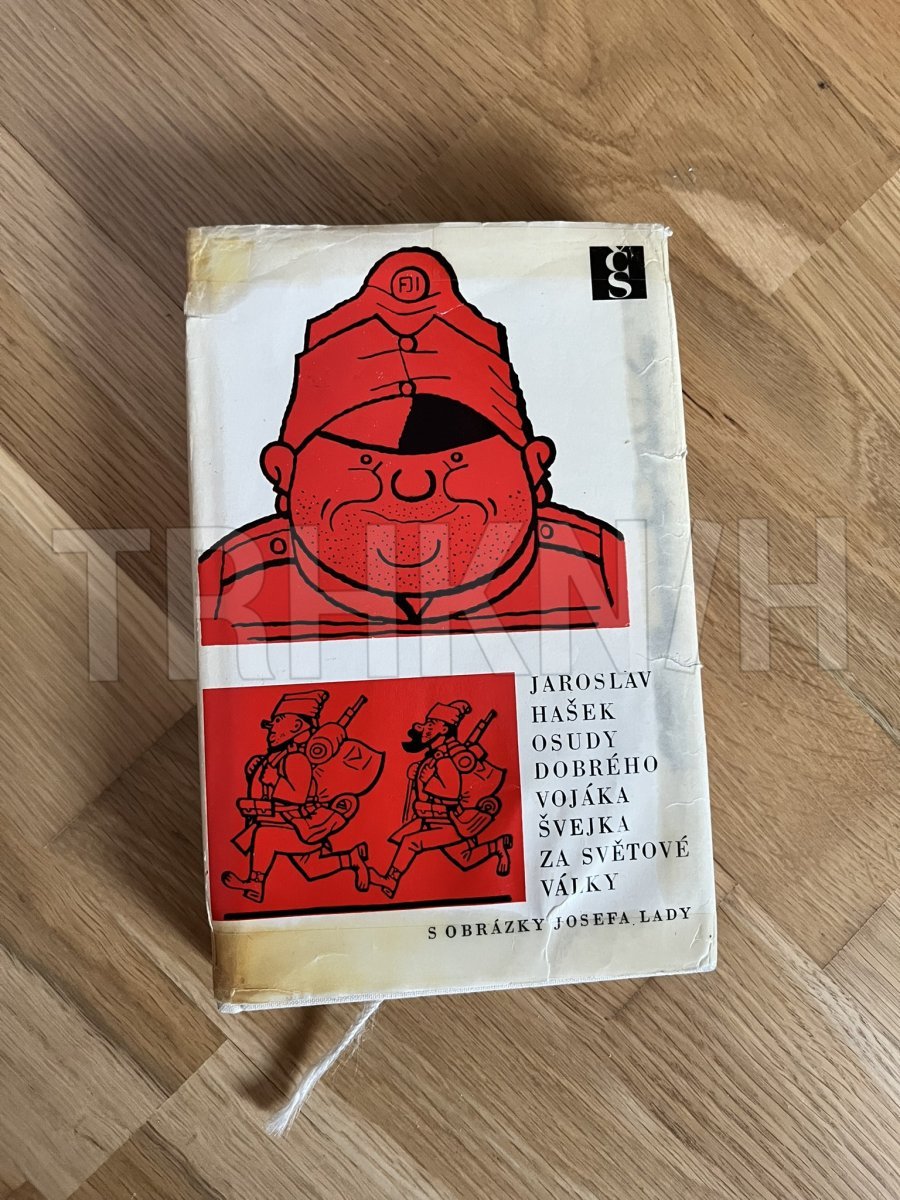 FJI
ČS
TRHKNIH
JAROSLAV
HAŠEK
OSUDY
DOBRÉHO
VOJÁKA
ŠVEJKA
ZA SVĚTOVÉ
VÁLKY
S OBRÁZKY JOSEFA LADY